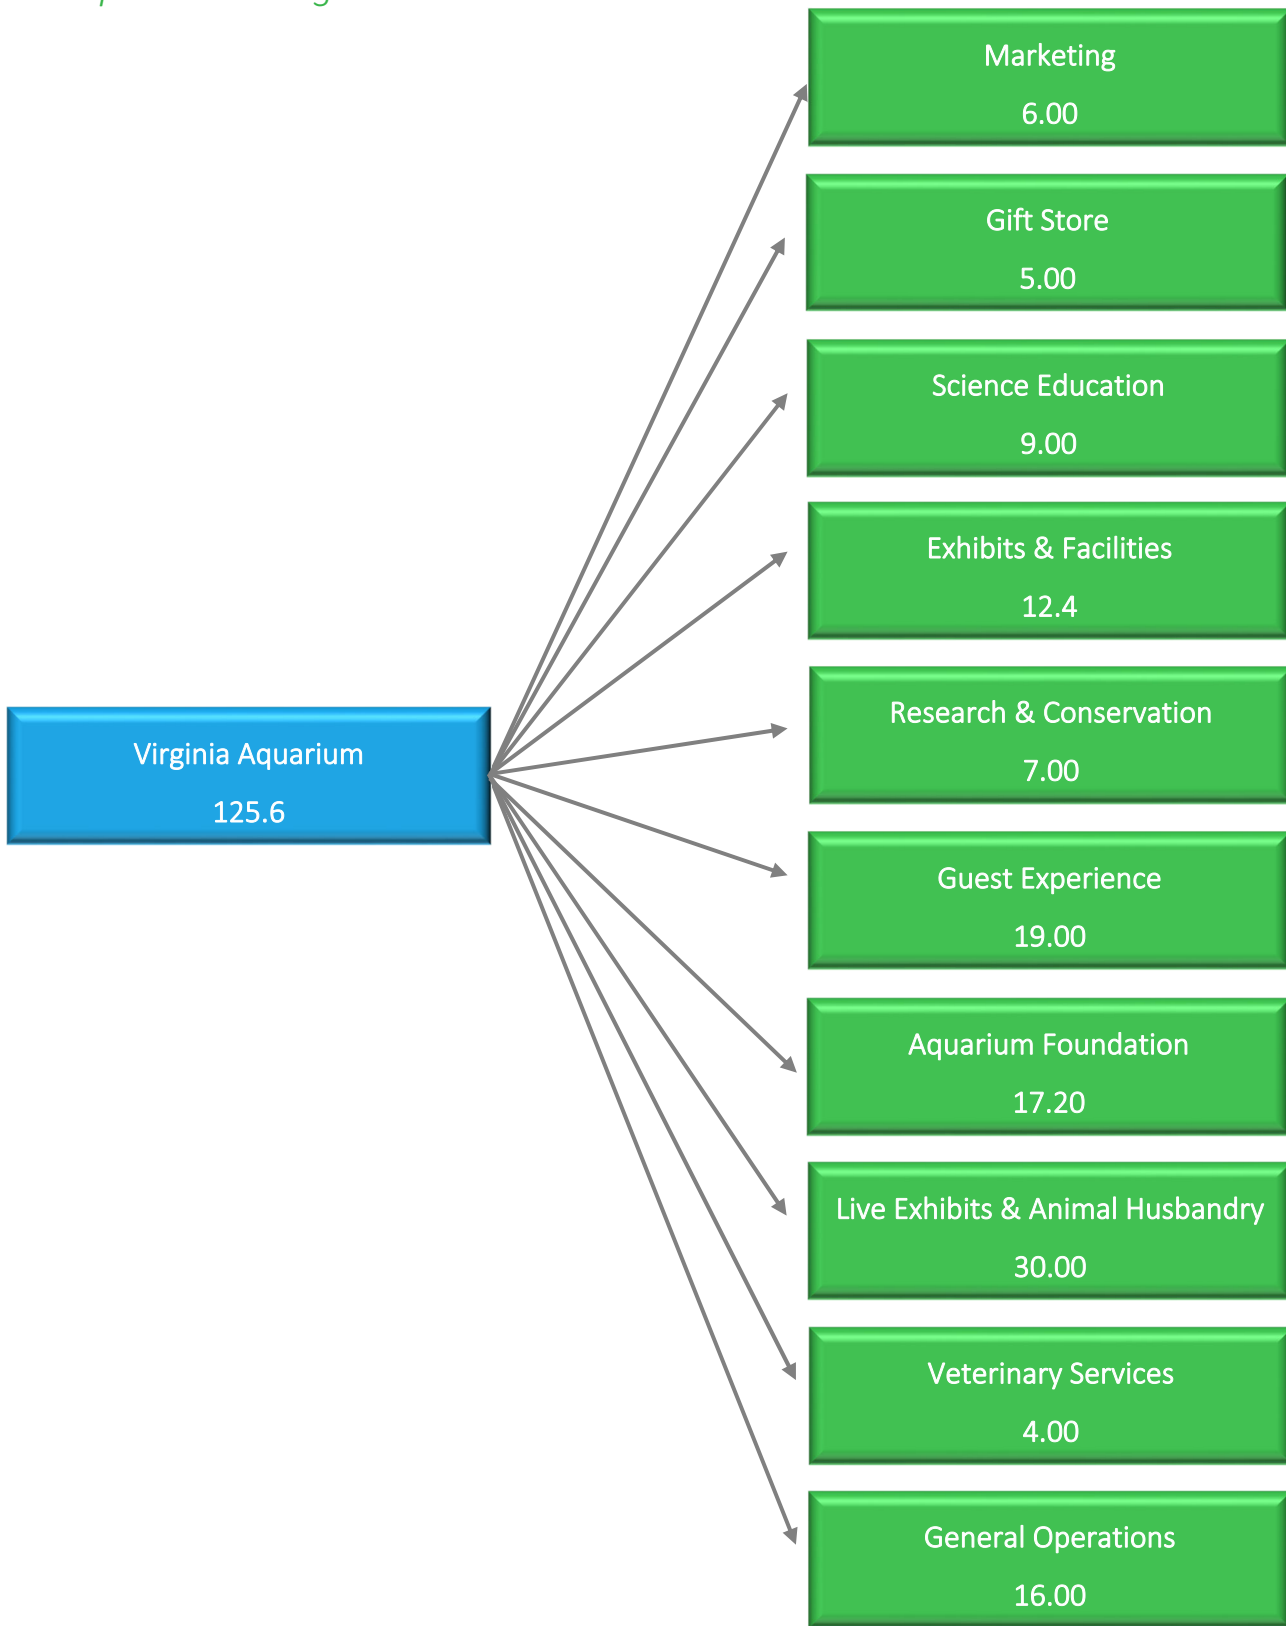 Marketing
6.00
Gift Store
5.00
Science Education
9.00
Exhibits & Facilities
12.4
Research & Conservation
7.00
Virginia Aquarium
125.6
Guest Experience
19.00
Aquarium Foundation
17.20
Live Exhibits & Animal Husbandry
30.00
Veterinary Services
4.00
General Operations
16.00